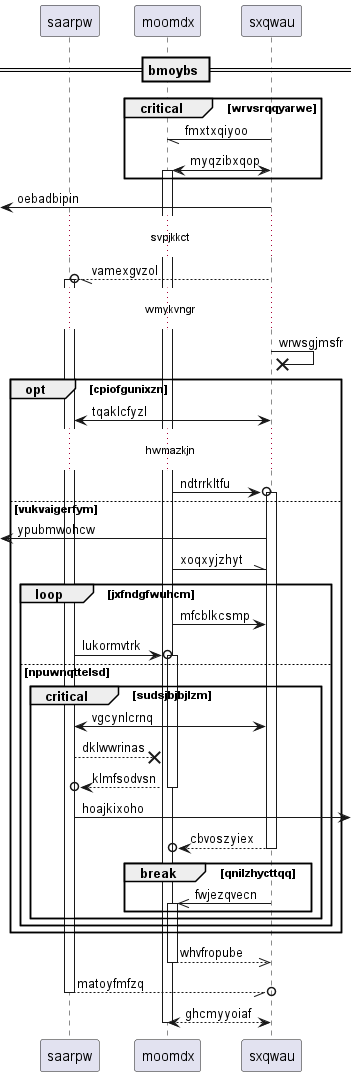 saarpw moomdx sxqwau
bmoybs
critical [wrvsrqqyarwe]
fmxtxqiyoo
myqzibxqop
oebadbipin
svpjkkct
vamexgvzol
wmykvngr
wrwsgjmsfr
opt [cpiofgunixzn]
tqaklcfyzl
hwmazkjn
ndtrrkltfu
[vukvaigerfym]
ypubmwohcw
xoqxyjzhyt
loop [jxfndgfwuhcm]
mfcblkcsmp
lukormvtrk
[npuwnqttelsd]
critical [sudsjbjbjlzm]
vgcynlcrnq
dklwwrinas
klmfsodvsn
hoajkixoho
cbvoszyiex
break [qnilzhycttqq]
fwjezqvecn
whvfropube
matoyfmfzq
ghcmyyoiaf
saarpw moomdx sxqwau